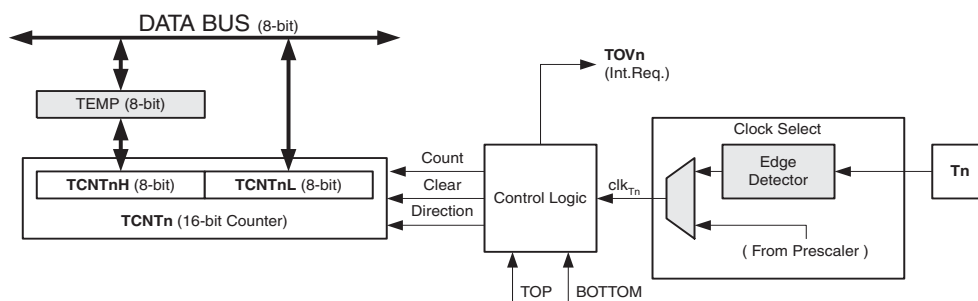 DATA BUS (8-bit)
TOVn
(Int.Req.)
TEMP (8-bit)
Clock Select
Count
Edge
Detector
Tn
TCNTnH (8-bit) TCNTnL (8-bit)
Clear
Control Logic
clkTn
TCNTn (16-bit Counter)
Direction
( From Prescaler )
TOP BOTTOM